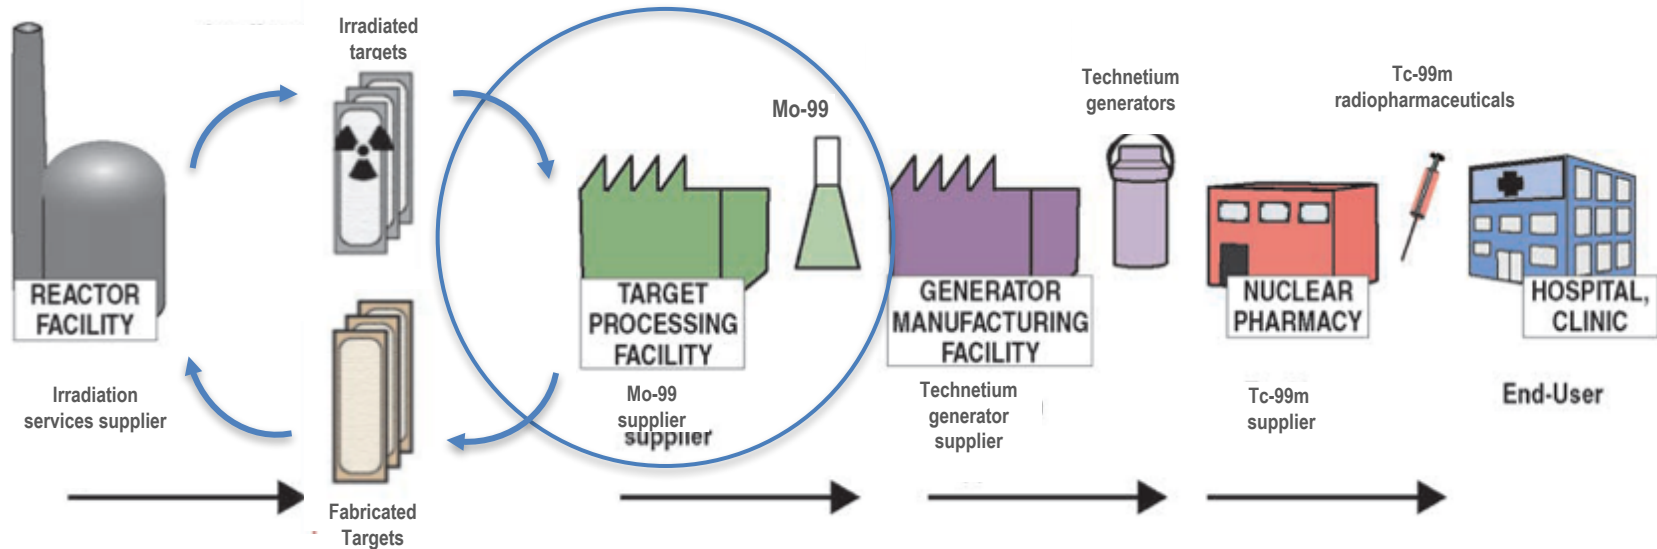 Irradiated
targets
Mo-99
Technetium
generators
Tc-99m
radiopharmaceuticals
REACTOR
FACILITY
TARGET
PROCESSING
FACILITY
GENERATOR
MANUFACTURING
FACILITY
NUCLEAR
PHARMACY
HOSPITAL,
CLINIC
Irradiation
services supplier
Mo-99
supplier
supplier
Technetium
generator
supplier
Tc-99m
supplier
End-User
Fabricated
Targets